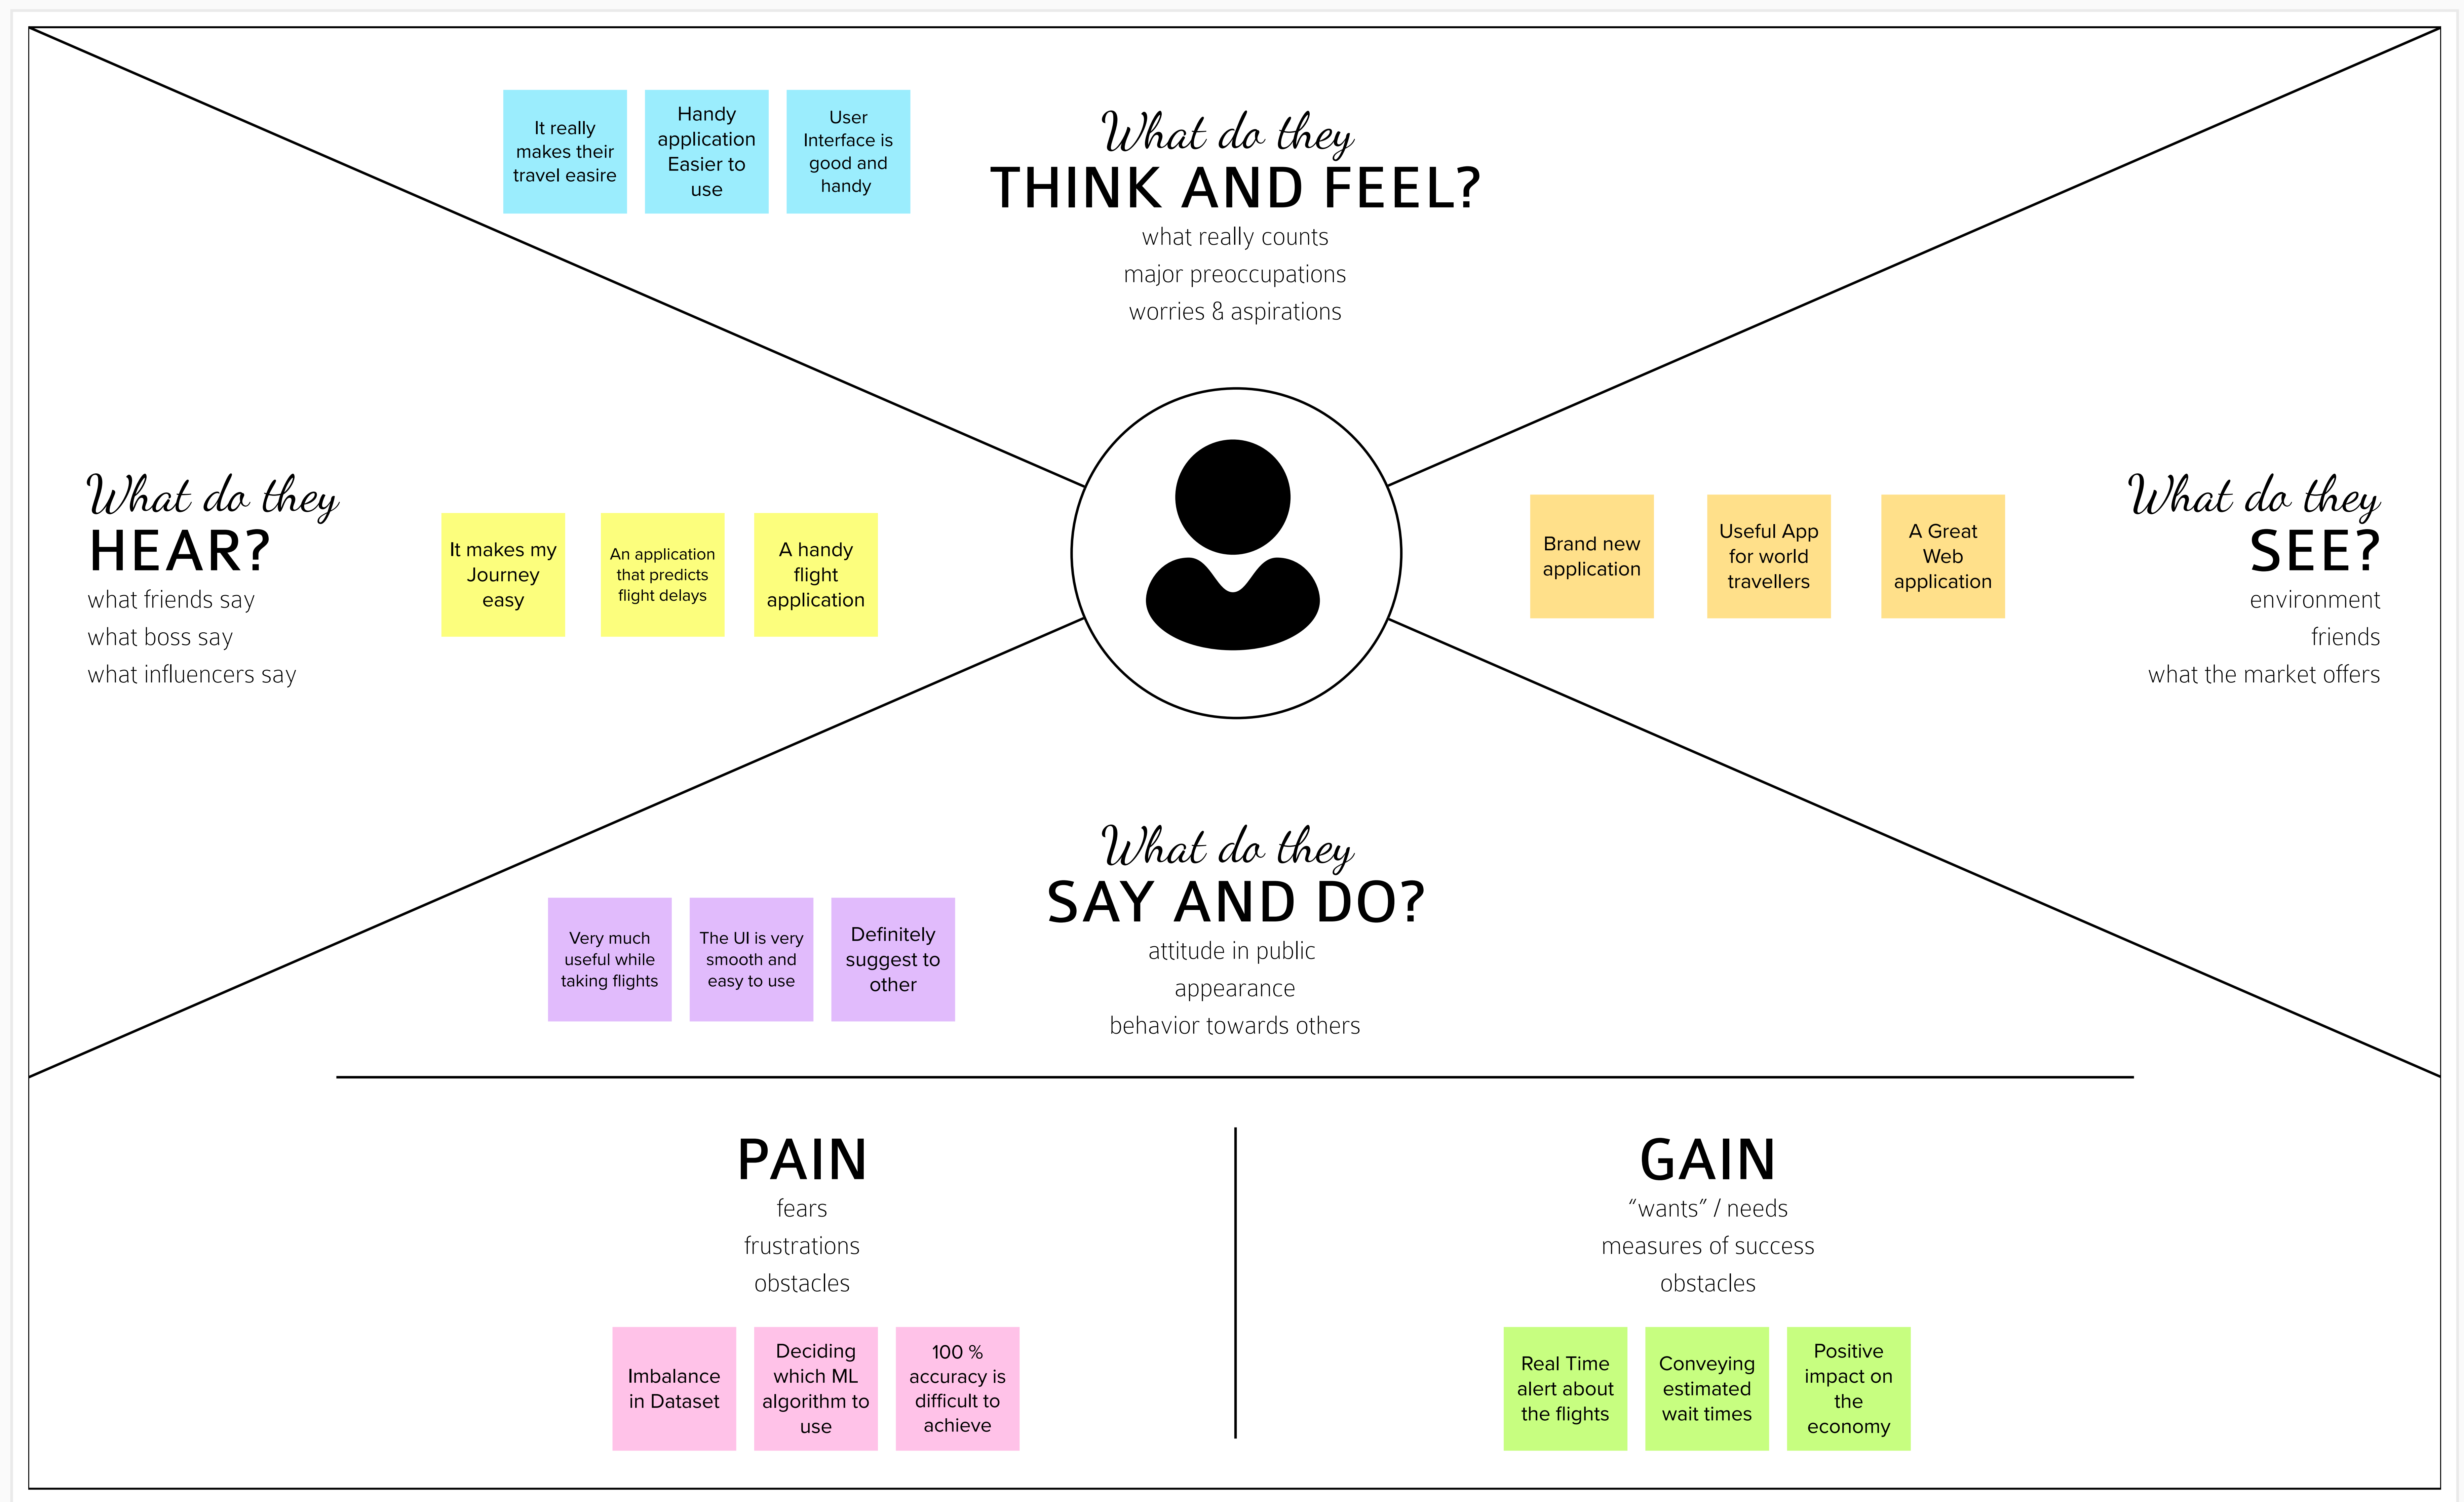 It really
makes their
travel easire
Handy
application
Easier to
use
User
Interface is
good and
handy
What do they
THINK AND FEEL?
what really counts
major preoccupations
worries & aspirations
What do they
HEAR?
what friends say
what boss say
what influencers say
It makes my
Journey
easy
An application
that predicts
flight delays
A handy
flight
application
Brand new
application
Useful App
for world
travellers
A Great
Web
application
What do they
SEE?
environment
friends
what the market offers
What do they
SAY AND DO?
attitude in public
appearance
behavior towards others
Very much
useful while
taking flights
The UI is very
smooth and
easy to use
Definitely
suggest to
other
PAIN
fears
frustrations
obstacles
Imbalance
in Dataset
Deciding
which ML
algorithm to
use
100 %
accuracy is
difficult to
achieve
GAIN
“wants” / needs
measures of success
obstacles
Real Time
alert about
the flights
Conveying
estimated
wait times
Positive
impact on
the
economy